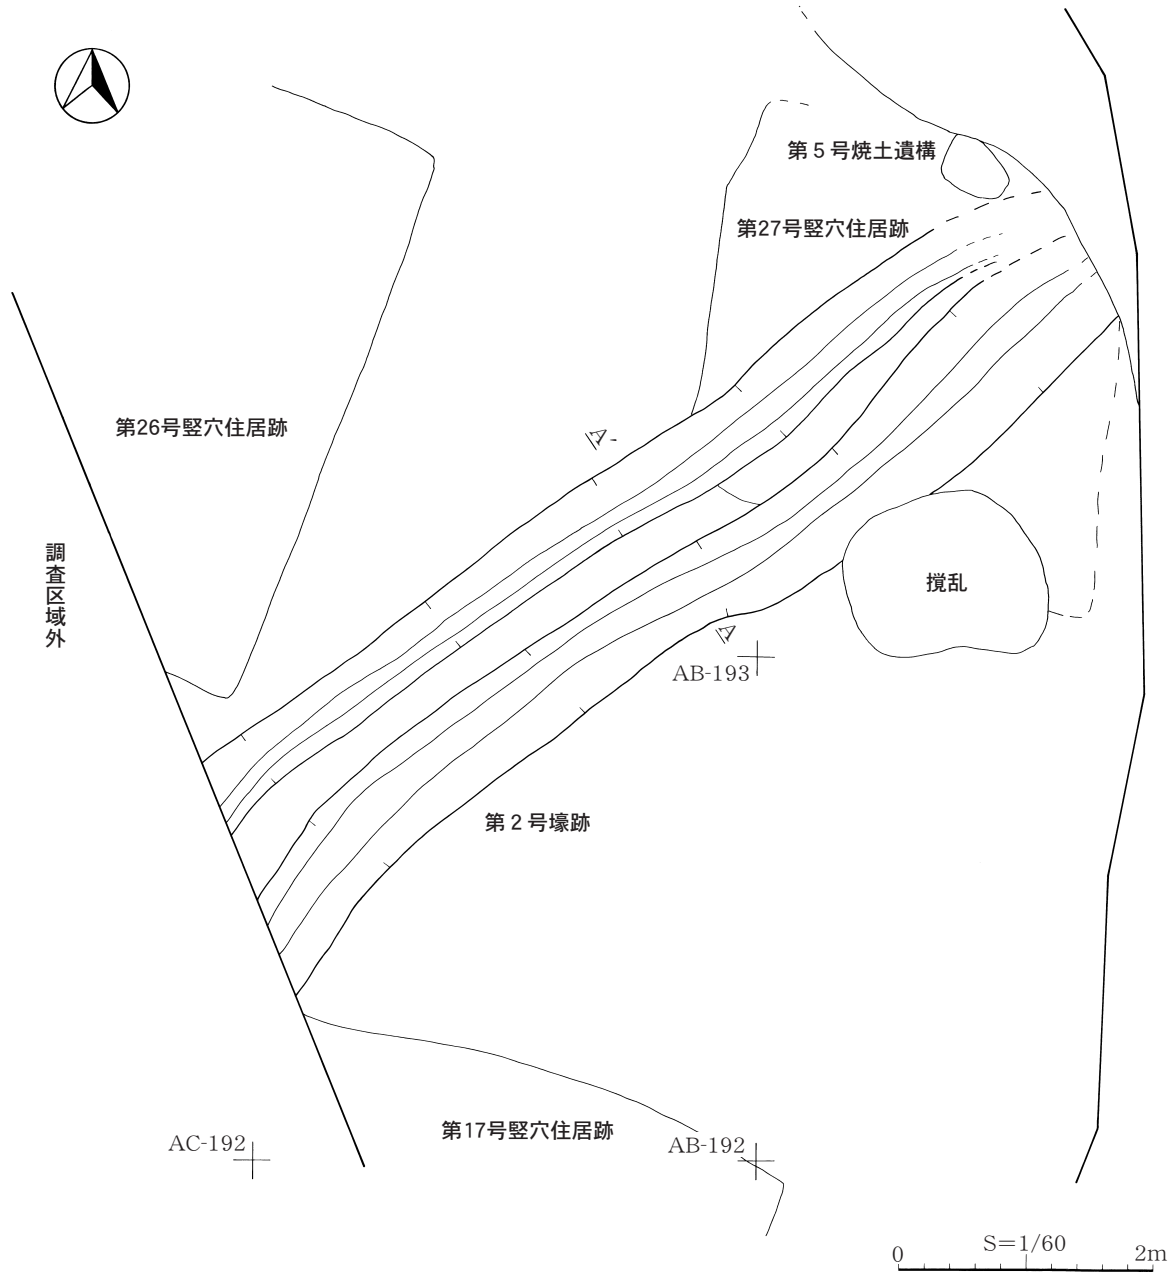 第５号焼土遺構
第27号竪穴住居跡
第26号竪穴住居跡
A'
調査区域外
撹乱
A
AB-193
第２号壕跡
第17号竪穴住居跡
AC-192
AB-192
S=1/60
0 2m